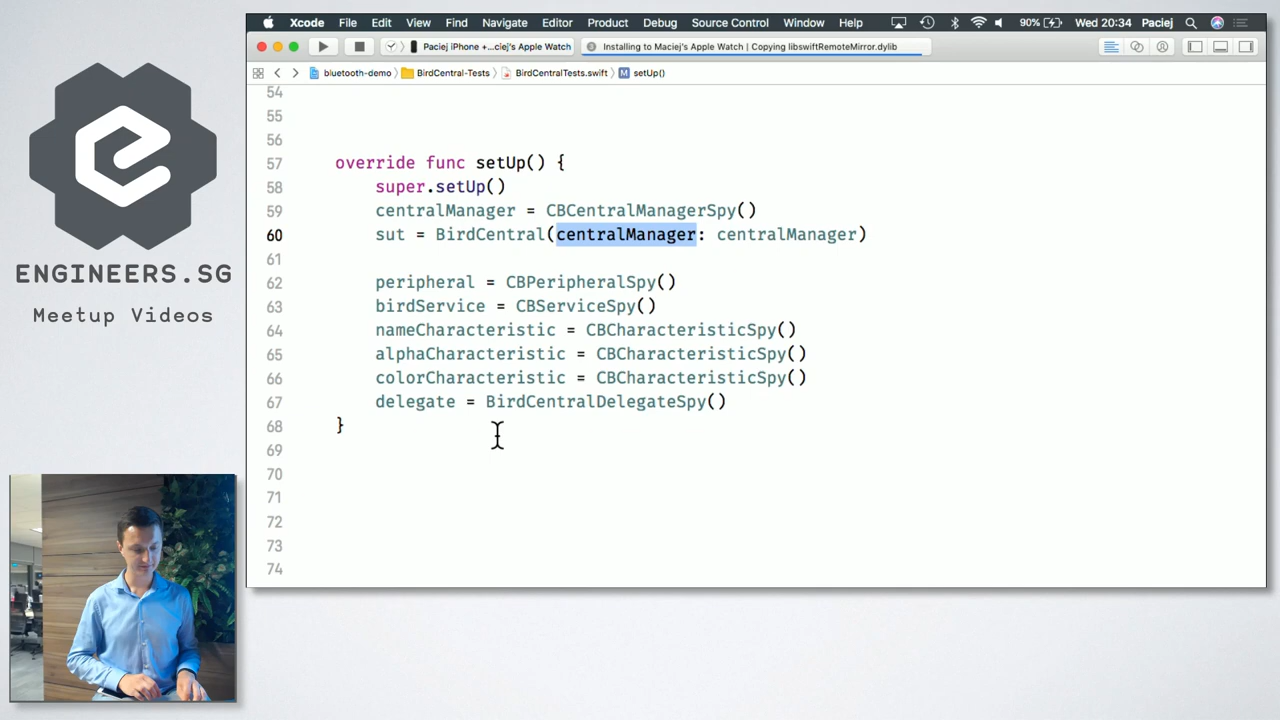 Xcode File Edit View Find Navigate Editor Product Debug Source Control Window Help 90% Wed 20:34 Paciej
Paciej iPhone +...ciej's Apple Watch Installing to Maciej's Apple Watch | Copying libswiftRemoteMirror.dylib
bluetooth-demo BirdCentral-Tests BirdCentralTests.swift M setUp()
54
55
56
57 override func setUp() {
58 super.setUp()
59 centralManager = CBCentralManagerSpy()
60 sut = BirdCentral(centralManager: centralManager)
61
62 peripheral = CBPeripheralSpy()
63 birdService = CBServiceSpy()
64 nameCharacteristic = CBCharacteristicSpy()
65 alphaCharacteristic = CBCharacteristicSpy()
66 colorCharacteristic = CBCharacteristicSpy()
67 delegate = BirdCentralDelegateSpy()
68 }
69
70
71
72
73
74
ENGINEERS.SG
Meetup Videos